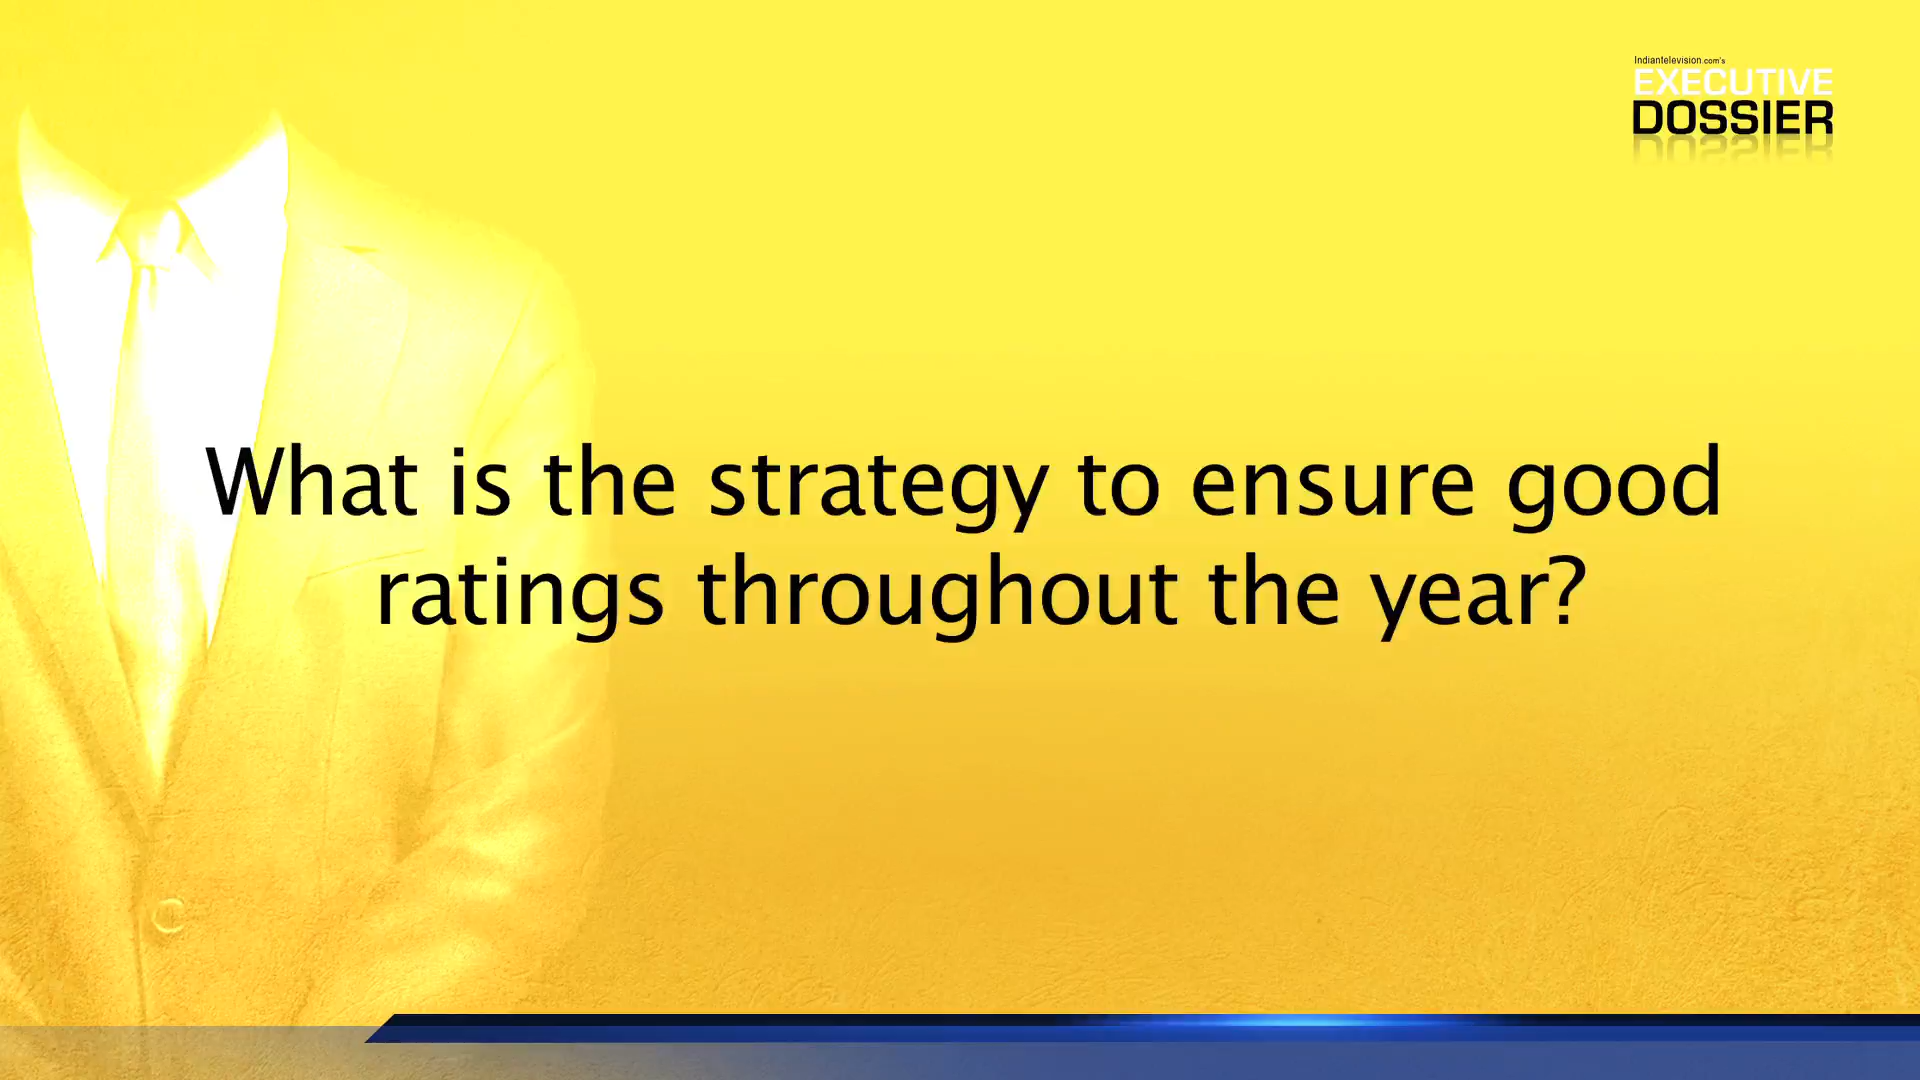 Indiantelevision.com's
EXECUTIVE
DOSSIER
What is the strategy to ensure good
ratings throughout the year?